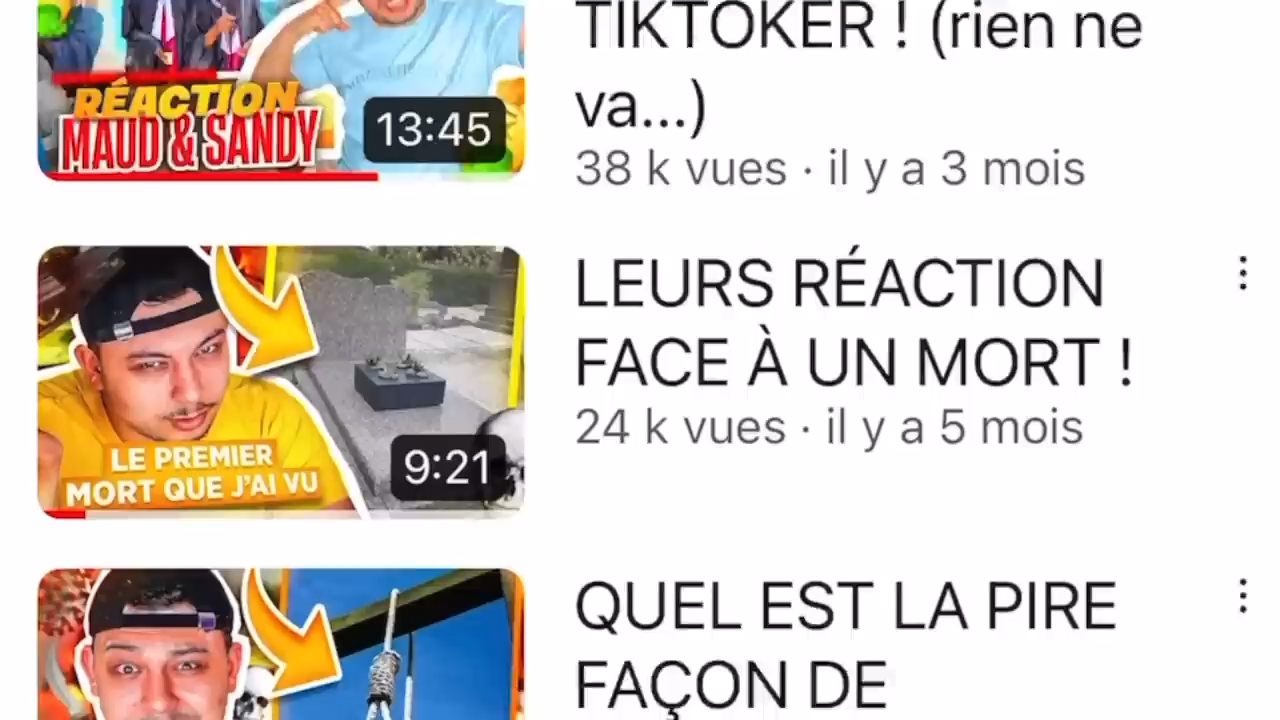 TIKTOKER ! (rien ne
va...)
38 k vues · il y a 3 mois
RÉACTION
MAUD & SANDY
13:45
LEURS RÉACTION
FACE À UN MORT !
24 k vues · il y a 5 mois
LE PREMIER
MORT QUE J'AI VU
9:21
QUEL EST LA PIRE
FAÇON DE